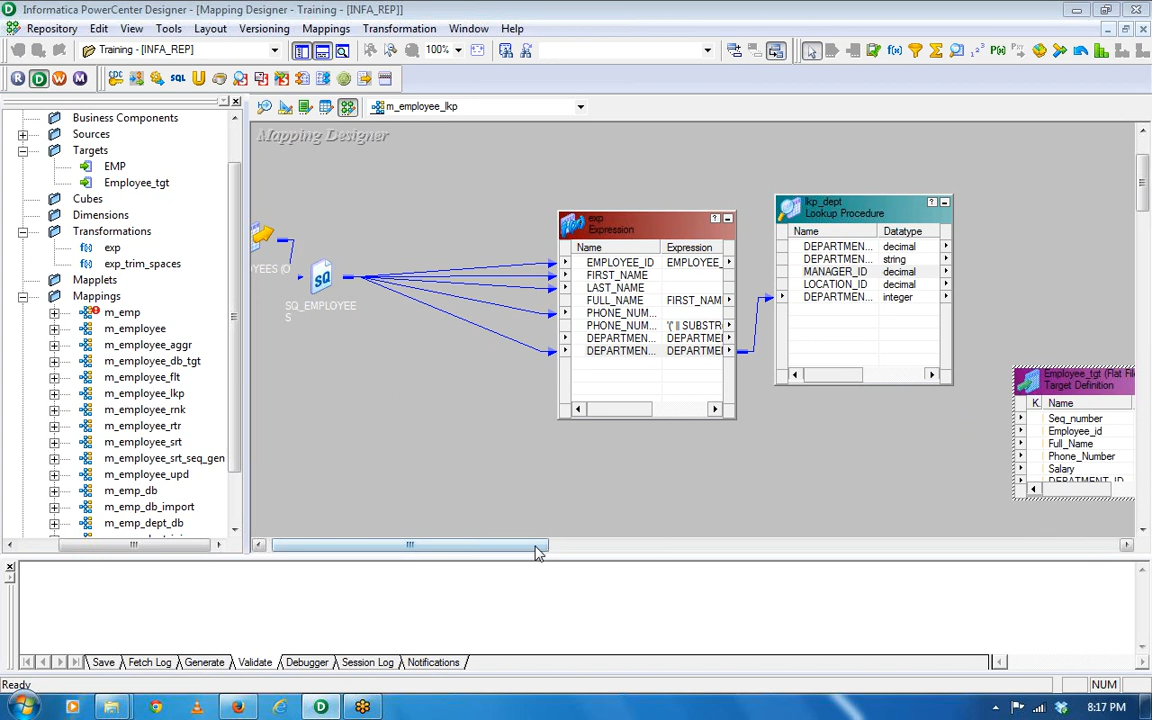 Informatica PowerCenter Designer - [Mapping Designer - Training - [INFA_REP]]
Repository Edit View Tools Layout Versioning Mappings Transformation Window Help
Training - [INFA_REP]
100%
m_employee_lkp
Mapping Designer
Business Components
Sources
Targets
EMP
Employee_tgt
Cubes
Dimensions
Transformations
exp
exp_trim_spaces
Mapplets
Mappings
m_emp
m_employee
m_employee_aggr
m_employee_db_tgt
m_employee_flt
m_employee_lkp
m_employee_rnk
m_employee_rtr
m_employee_srt
m_employee_srt_seq_gen
m_employee_upd
m_emp_db
m_emp_db_import
m_emp_dept_db
OYEES (O
SQ_EMPLOYEE
S
exp
Expression
Name Expression
EMPLOYEE_ID EMPLOYEE_
FIRST_NAME
LAST_NAME
FULL_NAME FIRST_NAM
PHONE_NUM...
PHONE_NUM... '(' || SUBSTR
DEPARTMEN... DEPARTME
DEPARTMEN... DEPARTME
lkp_dept
Lookup Procedure
Name Datatype
DEPARTMEN... decimal
DEPARTMEN... string
MANAGER_ID decimal
LOCATION_ID decimal
DEPARTMEN... integer
Employee_tgt (Flat Fil
Target Definition
K. Name
Seq_number
Employee_id
Full_Name
Phone_Number
Salary
DEPATMENT_ID
Save Fetch Log Generate Validate Debugger Session Log Notifications
Ready
NUM
8:17 PM